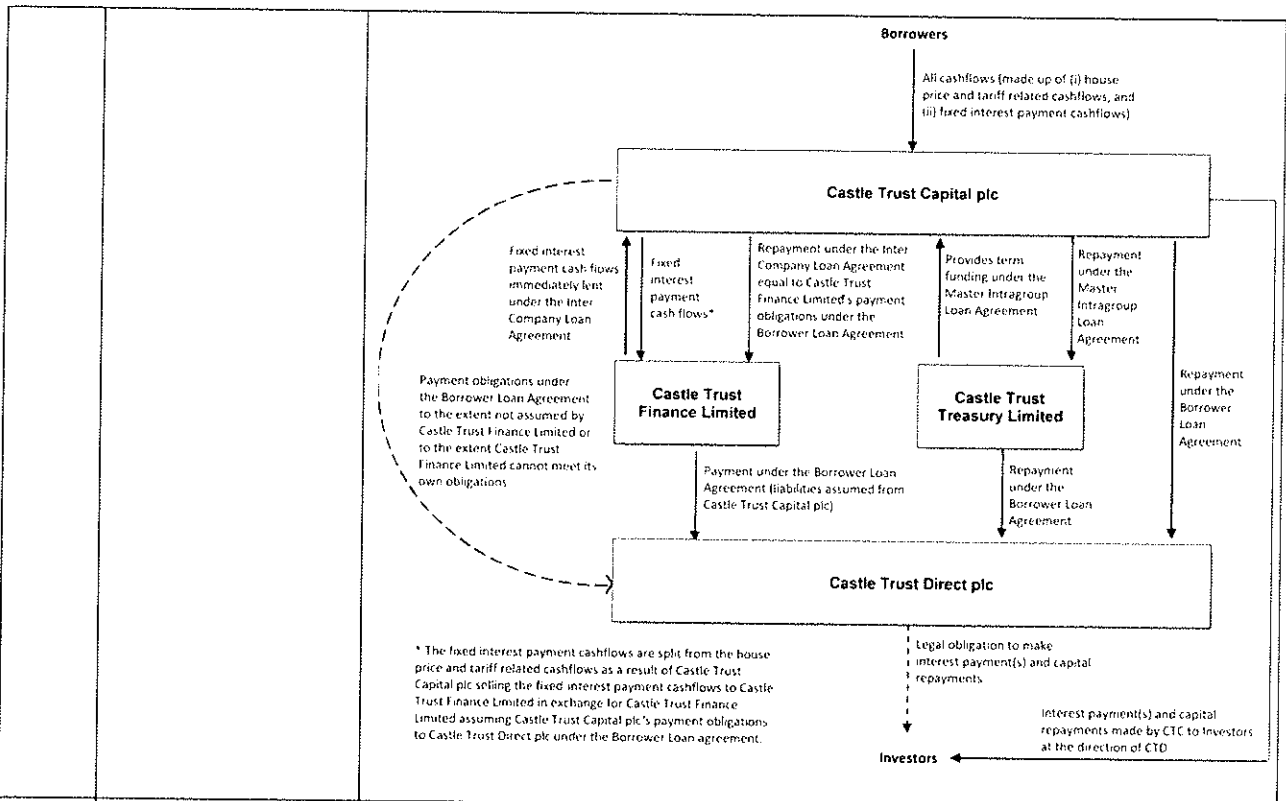 Borrowers
All cashflows (made up of (i) house
price and tariff related cashflows, and
(ii) fixed interest payment cashflows)
Castle Trust Capital plc
Fixed interest
payment cash flows
immediately lent
under the Inter
Company Loan
Agreement
Fixed
interest
payment
cash flows*
Repayment under the Inter
Company Loan Agreement
equal to Castle Trust
Finance Limited's payment
obligations under the
Borrower Loan Agreement
Provides term
funding under the
Master Intragroup
Loan Agreement
Repayment
under the
Master
Intragroup
Loan
Agreement
Repayment
under the
Borrower
Loan
Agreement
Payment obligations under
the Borrower Loan Agreement
to the extent not assumed by
Castle Trust Finance Limited or
to the extent Castle Trust
Finance Limited cannot meet its
own obligations
Castle Trust
Finance Limited
Castle Trust
Treasury Limited
Payment under the Borrower Loan
Agreement (liabilities assumed from
Castle Trust Capital plc)
Repayment
under the
Borrower Loan
Agreement
Castle Trust Direct plc
* The fixed interest payment cashflows are split from the house
price and tariff related cashflows as a result of Castle Trust
Capital plc selling the fixed interest payment cashflows to Castle
Trust Finance Limited in exchange for Castle Trust Finance
Limited assuming Castle Trust Capital plc's payment obligations
to Castle Trust Direct plc under the Borrower Loan agreement.
Legal obligation to make
interest payment(s) and capital
repayments
Interest payment(s) and capital
repayments made by CTC to Investors
at the direction of CTD
Investors